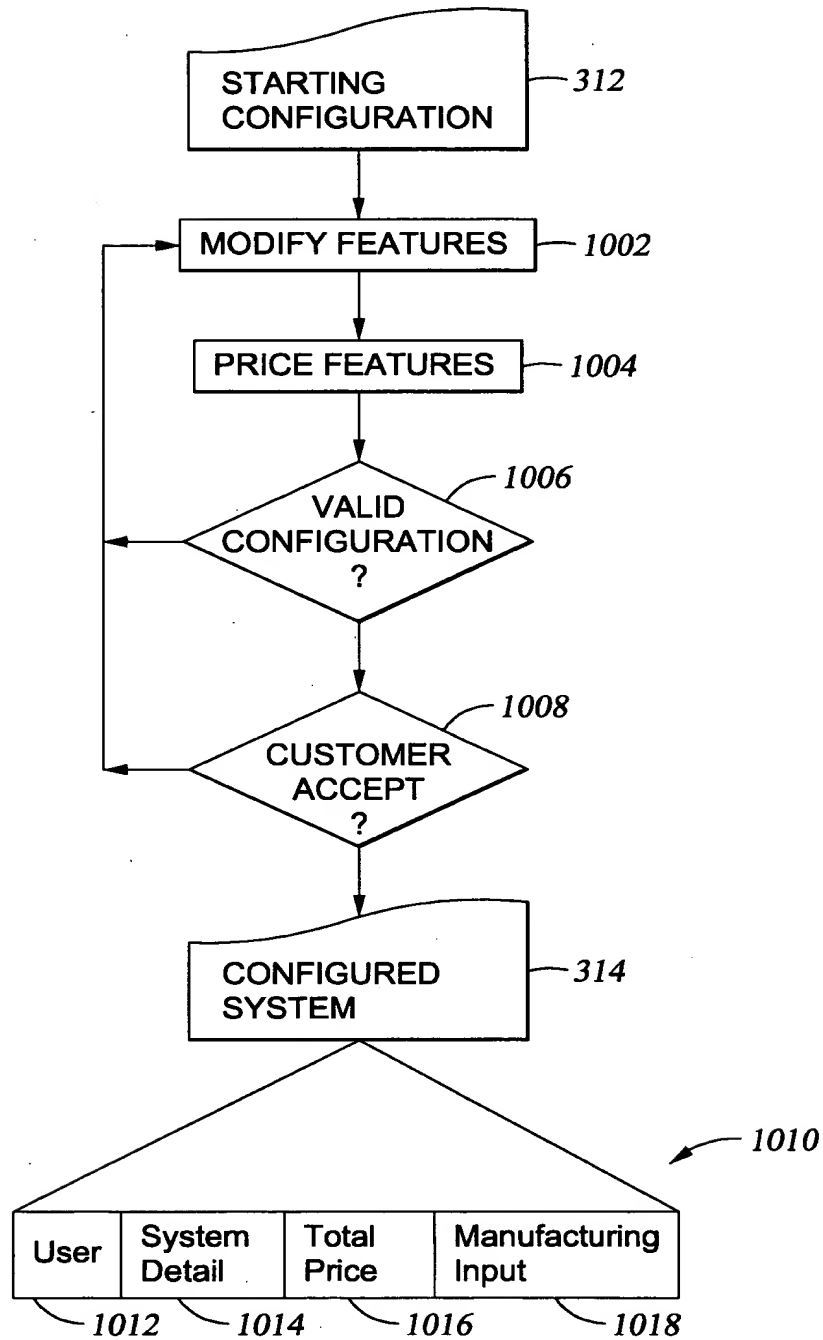 STARTING
CONFIGURATION
312
MODIFY FEATURES
1002
PRICE FEATURES
1004
1006
VALID
CONFIGURATION
?
1008
CUSTOMER
ACCEPT
?
CONFIGURED
SYSTEM
314
1010
User
System
Detail
Total
Price
Manufacturing
Input
1012
1014
1016
1018